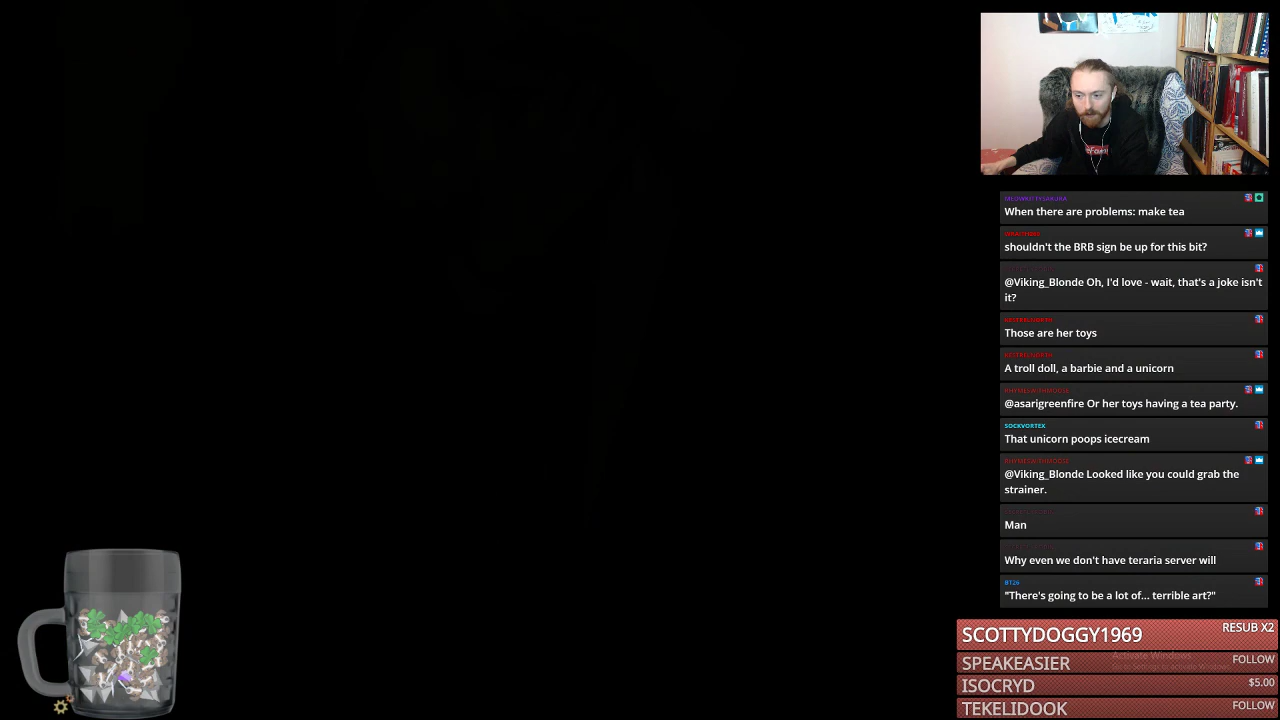 When there are problems: make tea
shouldn't the BRB sign be up for this bit?
@Viking_Blonde Oh, I'd love - wait, that's a joke isn't
it?
Those are her toys
A troll doll, a barbie and a unicorn
@asarigreenfire Or her toys having a tea party.
SOCKVORTEX
That unicorn poops icecream
@Viking_Blonde Looked like you could grab the
strainer.
Man
Why even we don't have teraria server will
BT26
"There's going to be a lot of... terrible art?"
SCOTTYDOGGY1969 RESUB X2
SPEAKEASIER FOLLOW
ISOCRYD $5.00
TEKELIDOOK FOLLOW